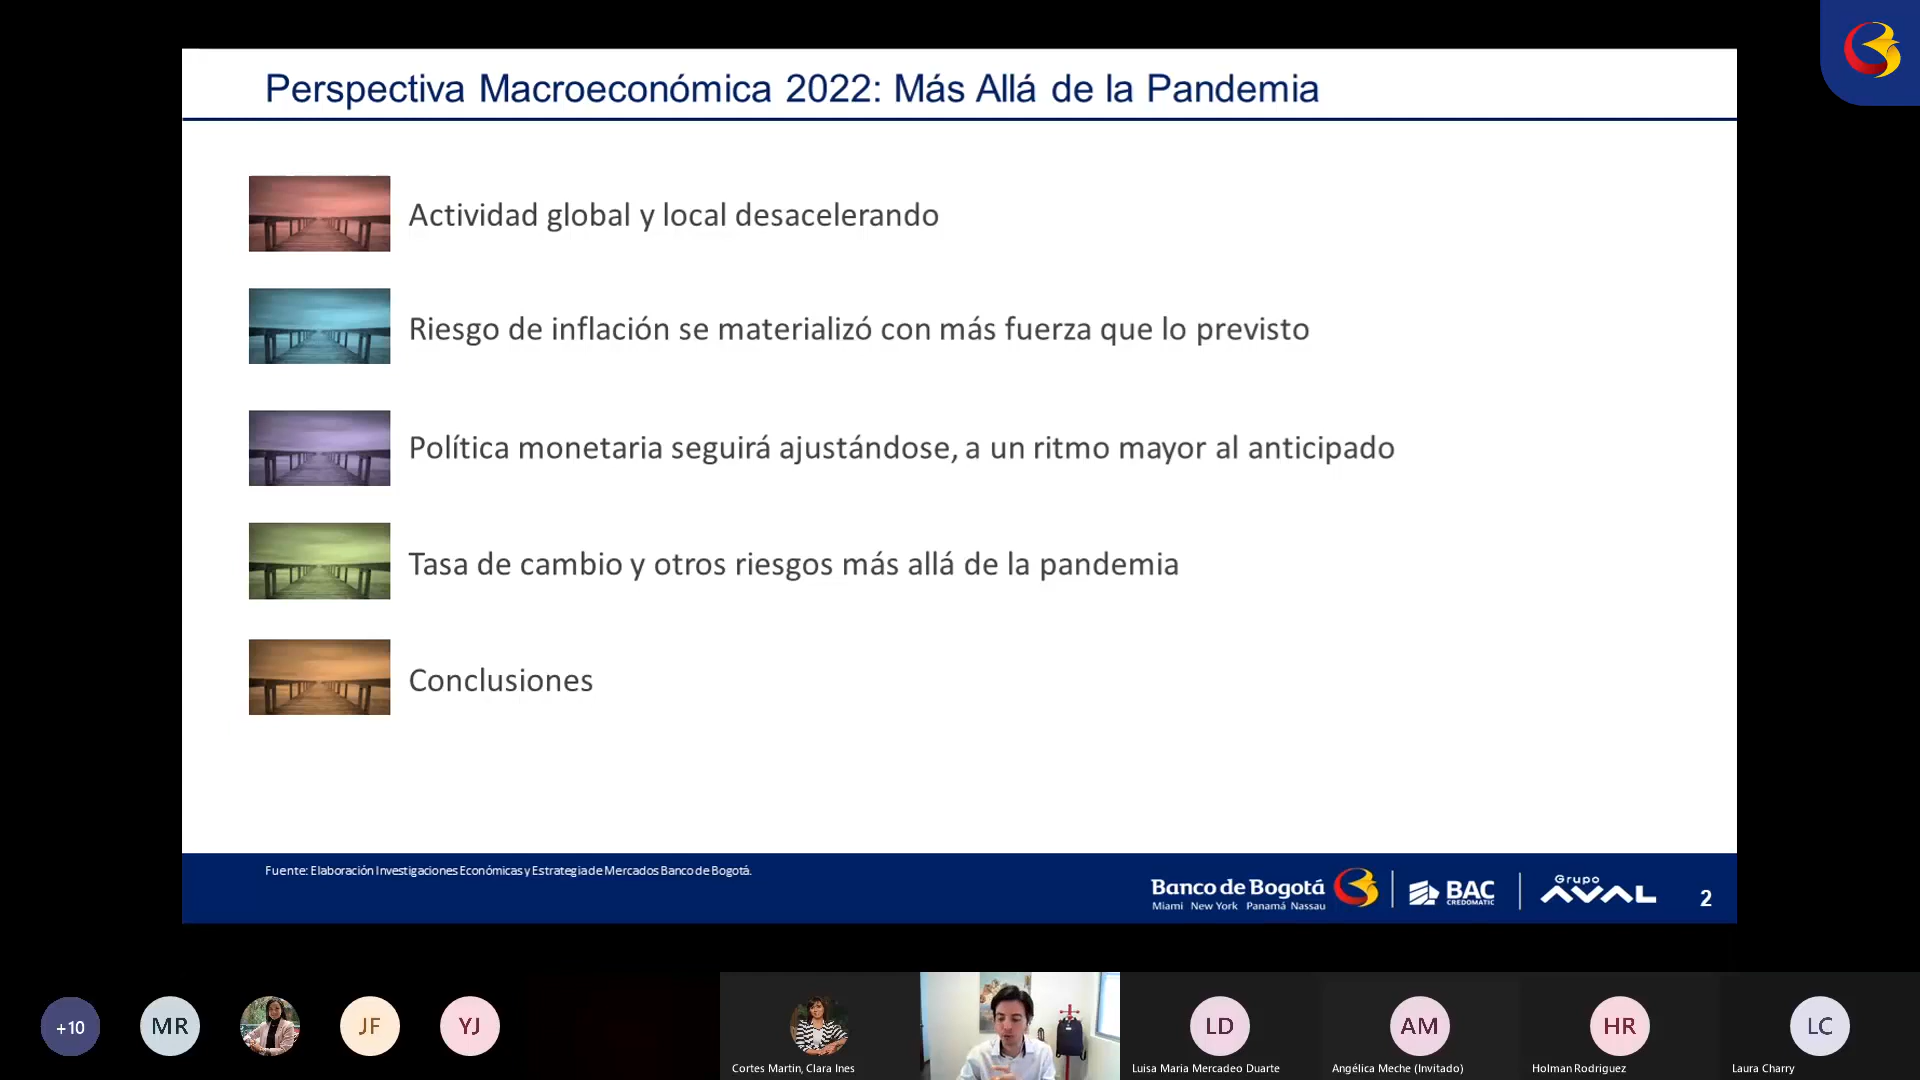 Perspectiva Macroeconómica 2022: Más Allá de la Pandemia
Actividad global y local desacelerando
Riesgo de inflación se materializó con más fuerza que lo previsto
Política monetaria seguirá ajustándose, a un ritmo mayor al anticipado
Tasa de cambio y otros riesgos más allá de la pandemia
Conclusiones
Fuente: Elaboración Investigaciones Económicas y Estrategia de Mercados Banco de Bogotá.
Banco de Bogotá
Miami New York Panamá Nassau
BAC
CREDOMATIC
Grupo
AVAL
2
+10
MR
JF
YJ
LD
AM
HR
LC
Cortes Martin, Clara Ines
Luisa Maria Mercadeo Duarte
Angélica Meche (Invitado)
Holman Rodriguez
Laura Charry